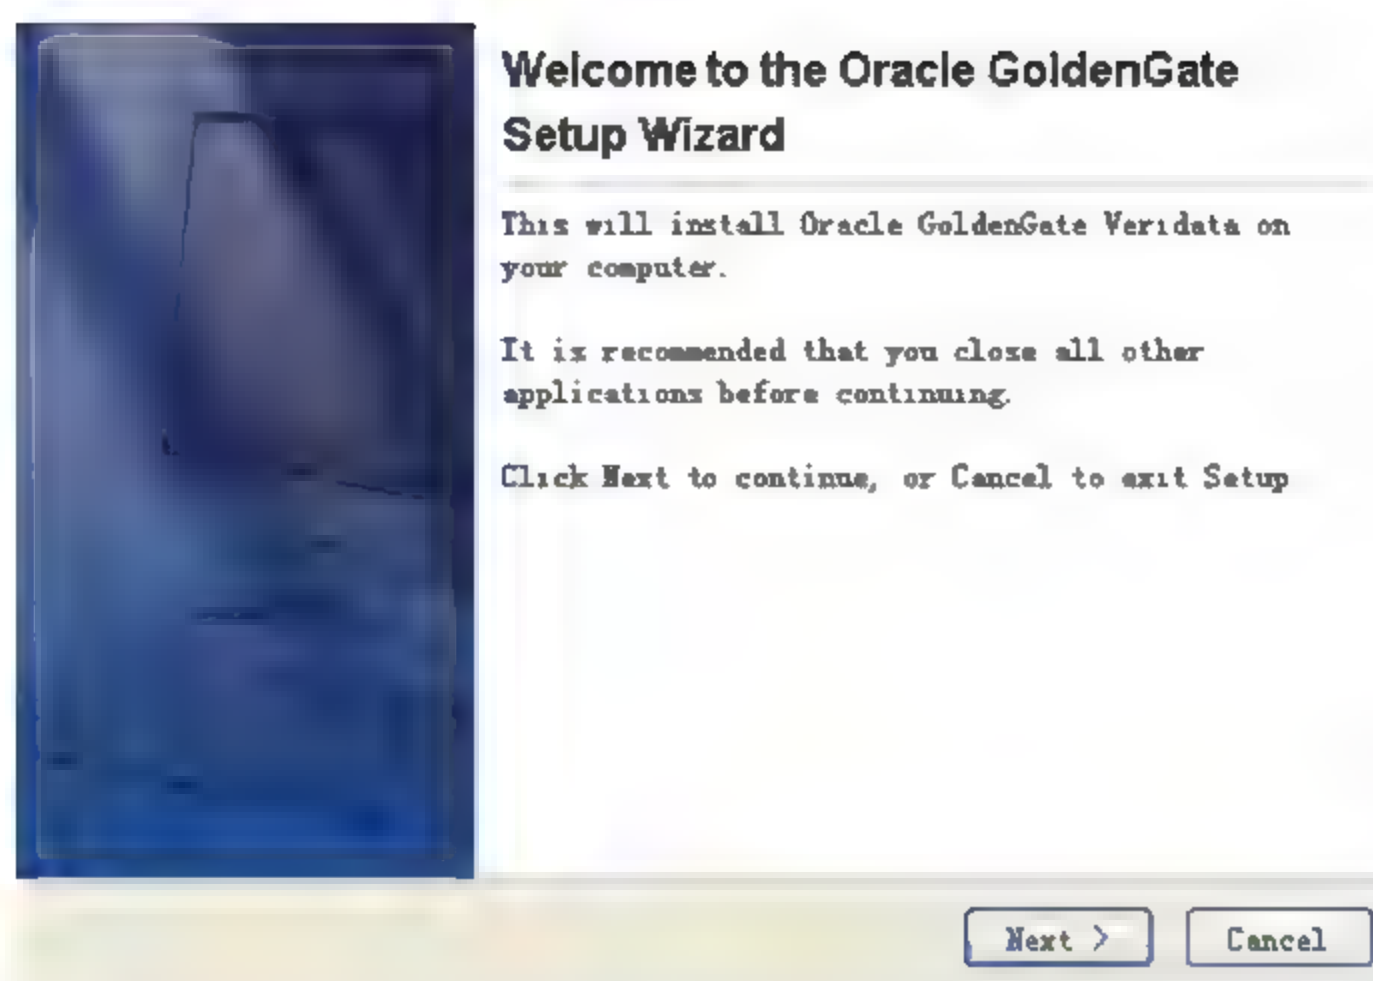 Welcome to the Oracle GoldenGate
Setup Wizard
This will install Oracle GoldenGate Veridata on
your computer.
It is recommended that you close all other
applications before continuing.
Click Next to continue, or Cancel to exit Setup
Next >
Cancel